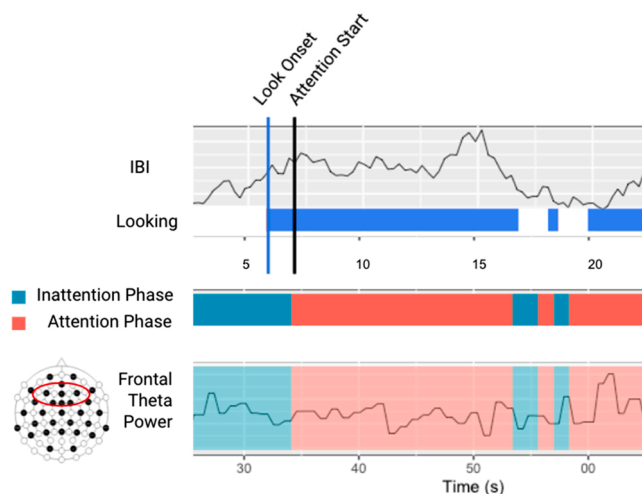 Look Onset
Attention Start
IBI
Looking
5 10 15 20
Inattention Phase
Attention Phase
Frontal
Theta
Power
30 40 50 00
Time (s)